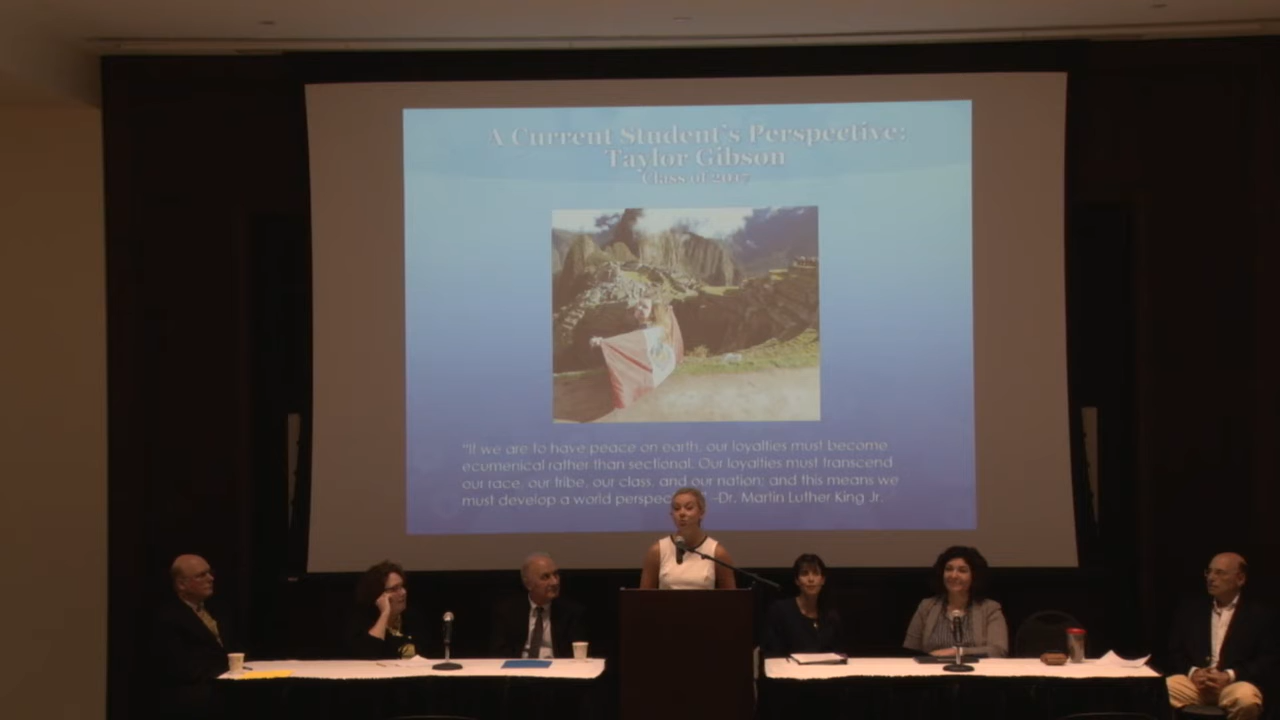 A Current Student's Perspective:
Taylor Gibson
Class of 2017
"If we are to have peace on earth, our loyalties must become
ecumenical rather than sectional. Our loyalties must transcend
our race, our tribe, our class, and our nation; and this means we
must develop a world –Dr. Martin Luther King Jr.